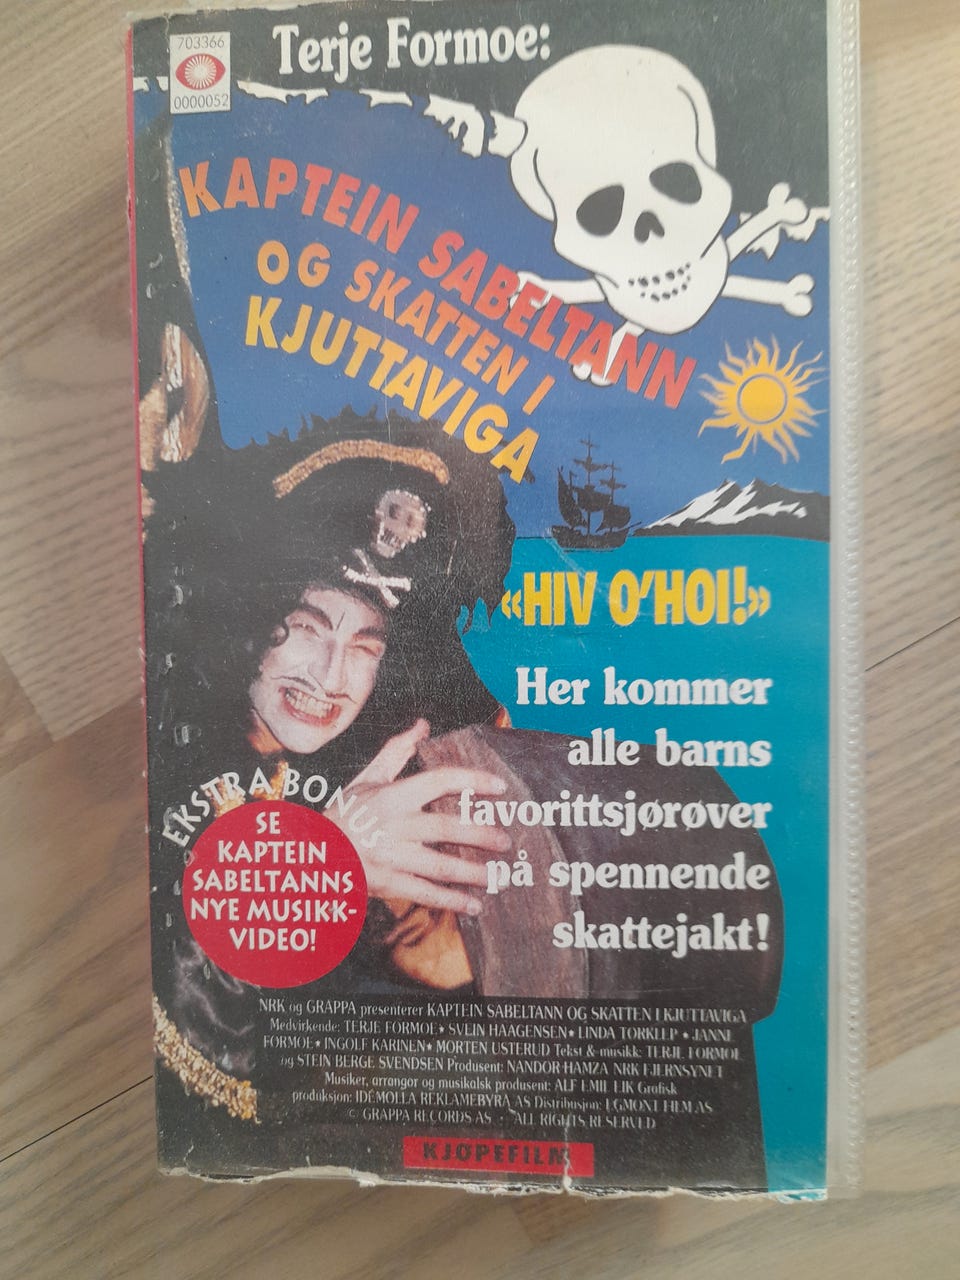 703366
0000052
Terje Formoe:
KAPTEIN SABELTANN
OG SKATTEN I
KJUTTAVIGA
«HIV O'HOI!»
Her kommer
alle barns
favorittsjørøver
på spennende
skattejakt!
EKSTRA BONUS
SE
KAPTEIN
SABELTANNS
NYE MUSIKK-
VIDEO!
NRK og GRAPPA presenterer KAPTEIN SABELTANN OG SKATTEN I KJUTTAVIGA
Medvirkende: TERJE FORMOE★ SVEIN HAAGENSEN★ LINDA TORKLEP ★ JANNE
FORMOE★ INGOLF KARINEN★ MORTEN USTERUD Tekst & musikk: TERJE FORMOE
og STEIN BERGE SVENDSEN Produsent: NANDOR HAMZA NRK FJERNSYNET
Musiker, arrangør og musikalsk produsent: ALF EMIL EIK Grafisk
produksjon: IDÉMOLLA REKLAMEBYRÅ AS Distribusjon: EGMONT FILM AS
© GRAPPA RECORDS AS · ALL RIGHTS RESERVED
KJØPEFILM